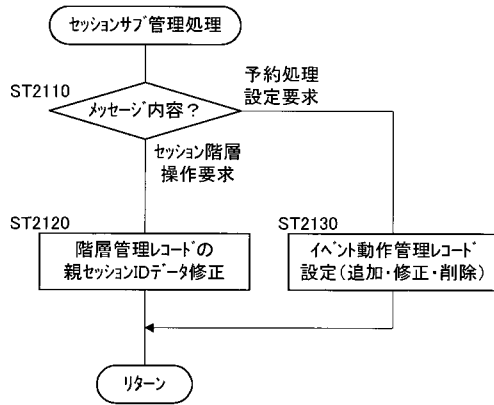 セッションサブ管理処理
ST2110
メッセージ内容？
予約処理
設定要求
セッション階層
操作要求
ST2120
階層管理レコードの
親セッションIDデータ修正
ST2130
イベント動作管理レコード
設定(追加・修正・削除)
リターン